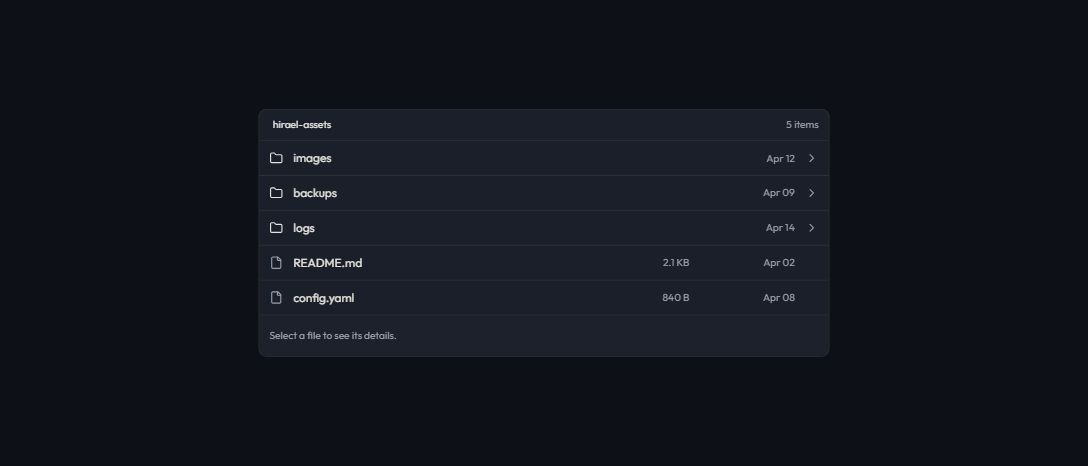 hirael-assets 5 items
images Apr 12
backups Apr 09
logs Apr 14
README.md 2.1 KB Apr 02
config.yaml 840 B Apr 08
Select a file to see its details.